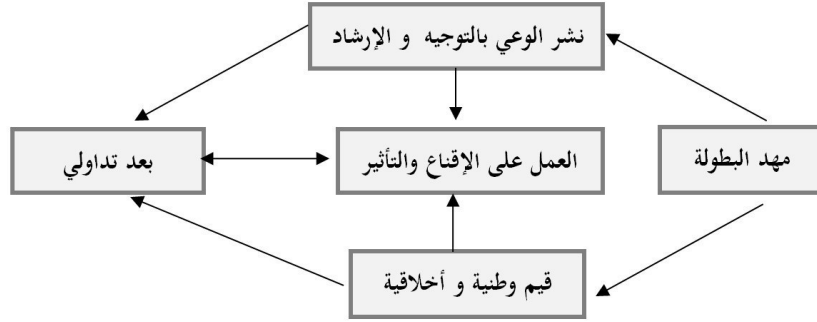 نشر الوعي بالتوجيه و الإرشاد
مهد البطولة
العمل على الإقناع والتأثير
بعد تداولي
قيم وطنية و أخلاقية